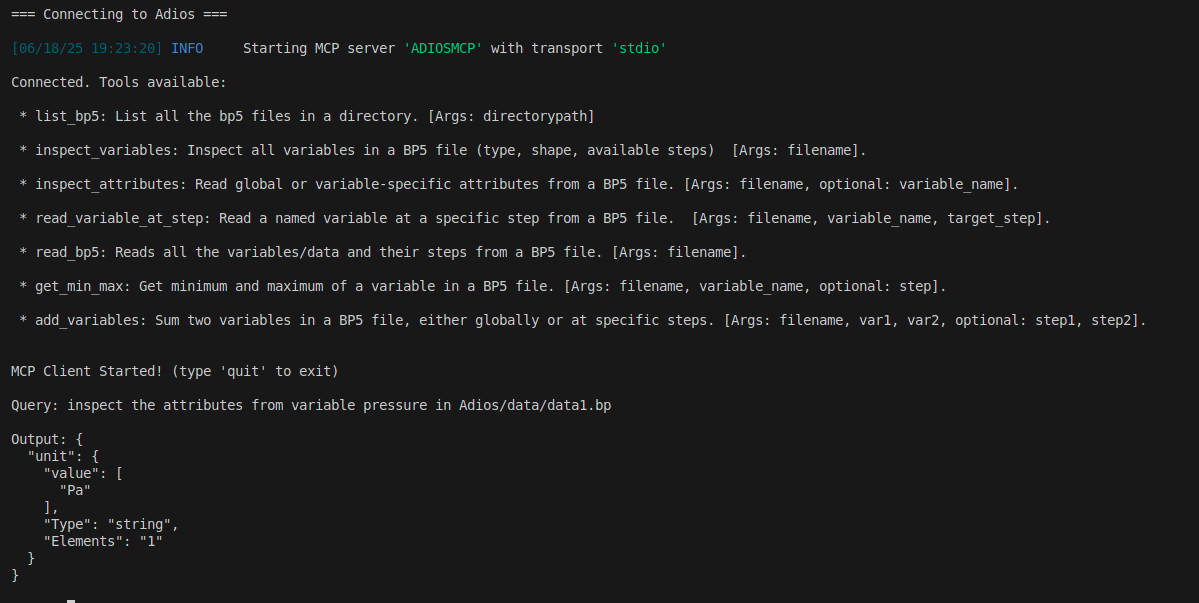 === Connecting to Adios ===
[06/18/25 19:23:20] INFO     Starting MCP server 'ADIOSMCP' with transport 'stdio'
Connected. Tools available:
 * list_bp5: List all the bp5 files in a directory. [Args: directorypath]
 * inspect_variables: Inspect all variables in a BP5 file (type, shape, available steps)  [Args: filename].
 * inspect_attributes: Read global or variable-specific attributes from a BP5 file. [Args: filename, optional: variable_name].
 * read_variable_at_step: Read a named variable at a specific step from a BP5 file.  [Args: filename, variable_name, target_step].
 * read_bp5: Reads all the variables/data and their steps from a BP5 file. [Args: filename].
 * get_min_max: Get minimum and maximum of a variable in a BP5 file. [Args: filename, variable_name, optional: step].
 * add_variables: Sum two variables in a BP5 file, either globally or at specific steps. [Args: filename, var1, var2, optional: step1, step2].
MCP Client Started! (type 'quit' to exit)
Query: inspect the attributes from variable pressure in Adios/data/data1.bp
Output: {
  "unit": {
    "value": [
      "Pa"
    ],
    "Type": "string",
    "Elements": "1"
  }
}